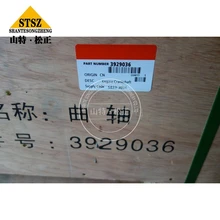 STSZ
SHANTESONGZHENG
山特·松正
PART NUMBER 3929036
ORIGIN CN
名称: 曲轴
号: 3929036